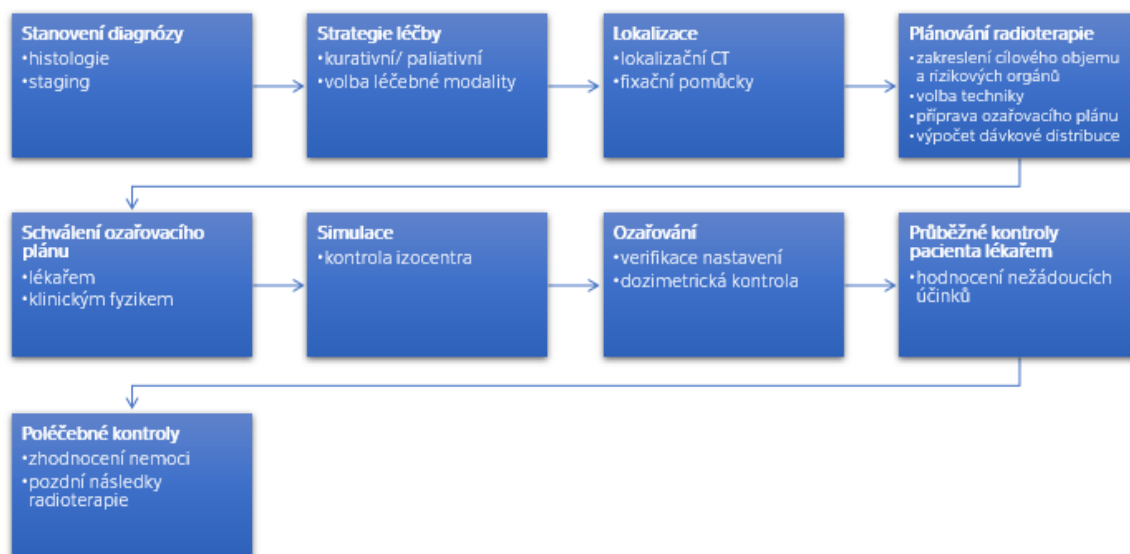 Stanovení diagnózy
•histologie
•staging
Strategie léčby
•kurativní/ paliativní
•volba léčebné modality
Lokalizace
•lokalizační CT
•fixační pomůcky
Plánování radioterapie
•zakreslení cílového objemu
a rizikových orgánů
•volba techniky
•příprava ozařovacího plánu
•výpočet dávkové distribuce
Schválení ozařovacího
plánu
•lékařem
•klinickým fyzikem
Simulace
•kontrola izocentra
Ozařování
•verifikace nastavení
•dozimetrická kontrola
Průběžné kontroly
pacienta lékařem
•hodnocení nežádoucích
účinků
Poléčebné kontroly
•zhodnocení nemoci
•pozdní následky
radioterapie